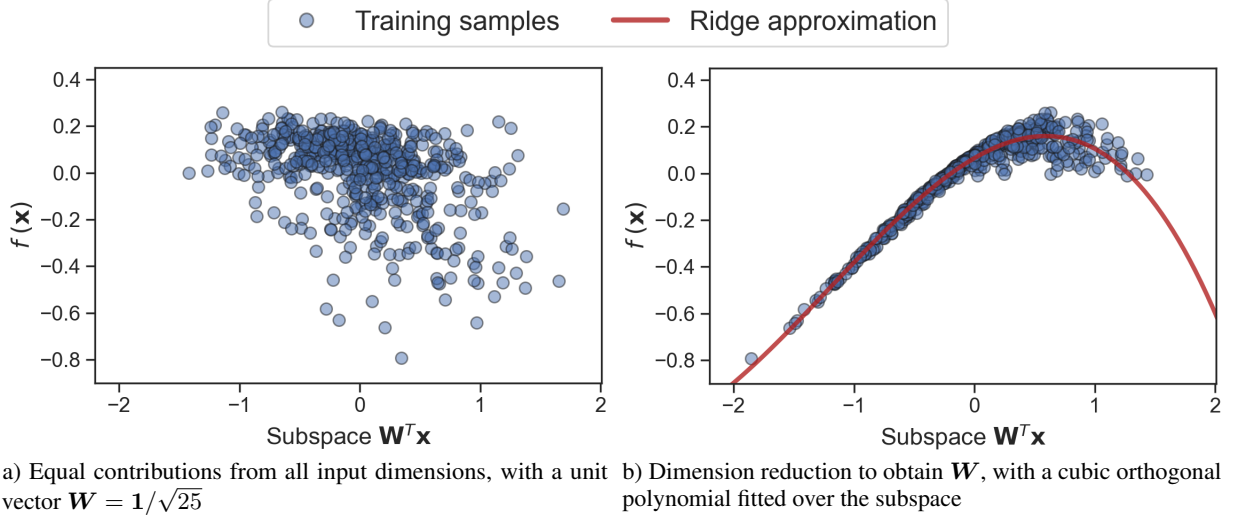 Training samples
Ridge approximation
0.4
0.2
0.0
−0.2
−0.4
−0.6
−0.8
f (x)
−2 −1 0 1 2
Subspace W^T x
0.4
0.2
0.0
−0.2
−0.4
−0.6
−0.8
f (x)
−2 −1 0 1 2
Subspace W^T x
a) Equal contributions from all input dimensions, with a unit
vector W = 1/√25
b) Dimension reduction to obtain W, with a cubic orthogonal
polynomial fitted over the subspace